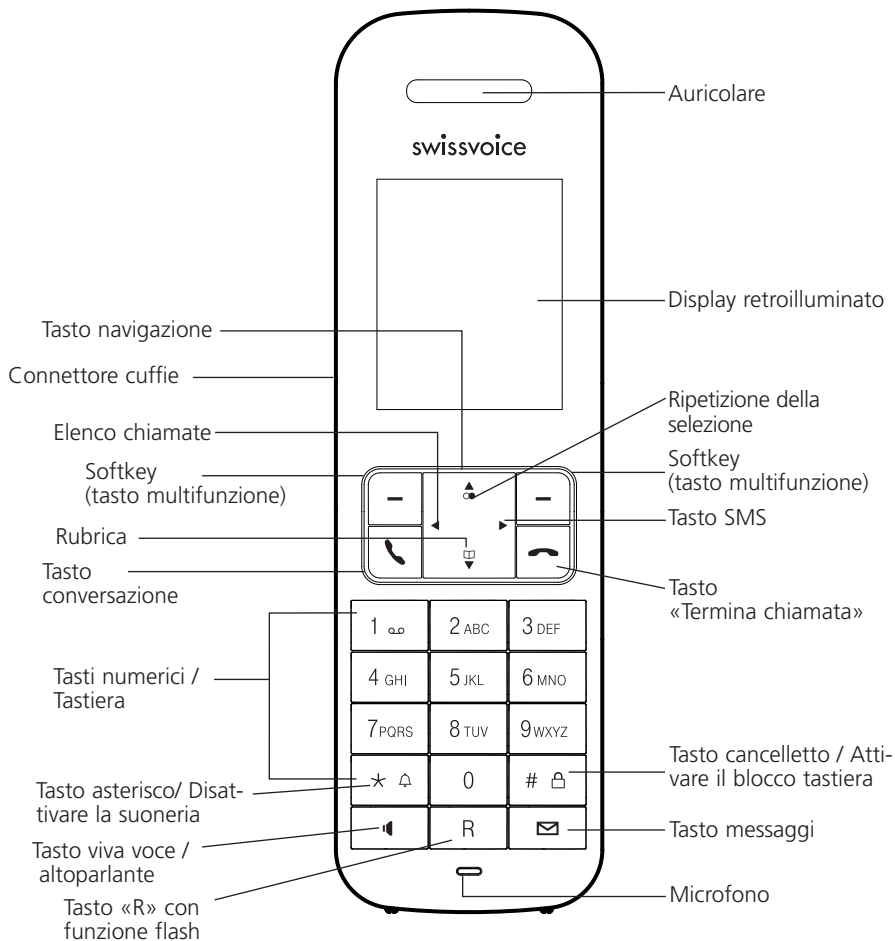 Auricolare
swissvoice
Display retroilluminato
Tasto navigazione
Connettore cuffie
Ripetizione della
selezione
Elenco chiamate
Softkey
(tasto multifunzione)
Softkey
(tasto multifunzione)
Tasto SMS
Rubrica
Tasto
conversazione
Tasto
«Termina chiamata»
1 2 ABC 3 DEF
4 GHI 5 JKL 6 MNO
7PQRS 8 TUV 9WXYZ
* 0 #
R
Tasti numerici /
Tastiera
Tasto cancelletto / Atti-
vare il blocco tastiera
Tasto asterisco/ Disat-
tivare la suoneria
Tasto messaggi
Tasto viva voce /
altoparlante
Microfono
Tasto «R» con
funzione flash